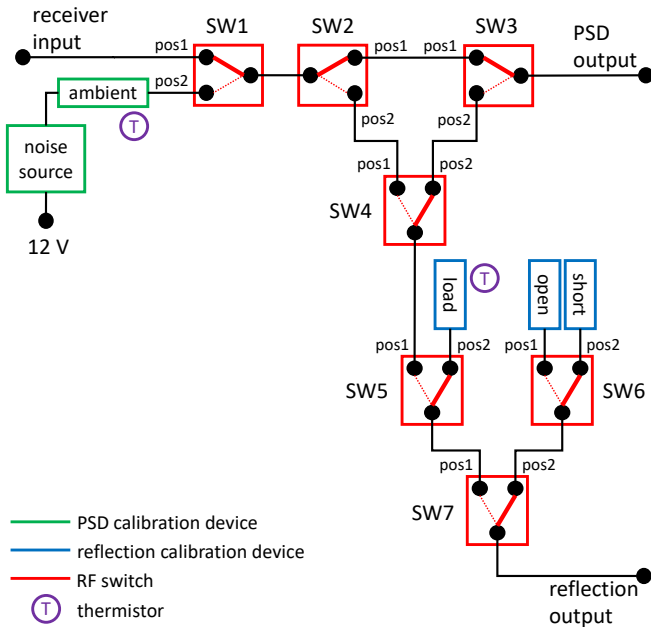 receiver
input
SW1
SW2
SW3
PSD
output
pos1
pos1
pos1
pos2
ambient
T
noise
source
12 V
pos2
pos2
pos1
pos2
SW4
load
T
open
short
pos1
pos2
pos1
pos2
SW5
SW6
pos1
pos2
SW7
PSD calibration device
reflection calibration device
RF switch
T
thermistor
reflection
output